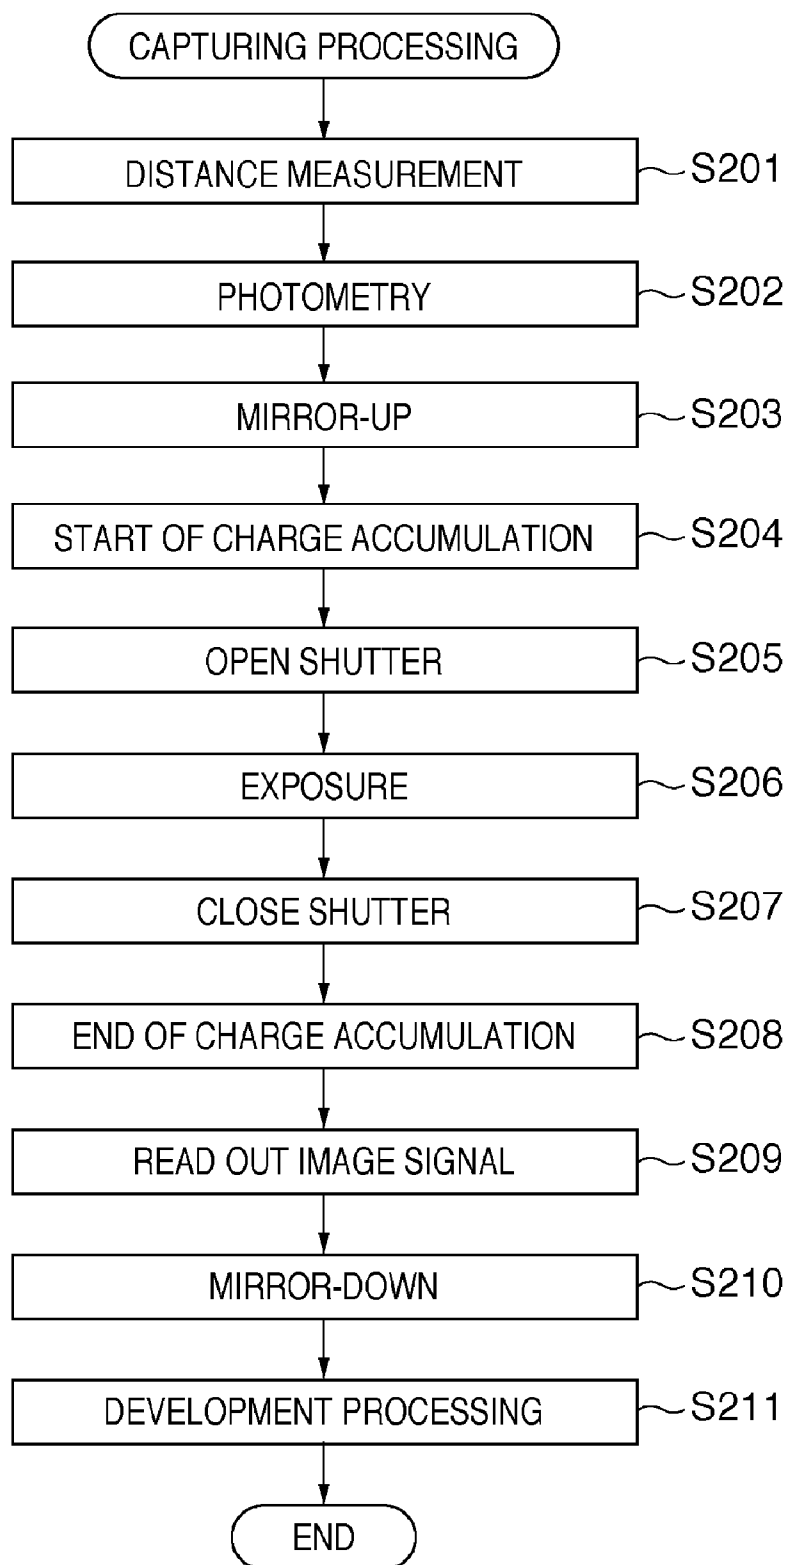 CAPTURING PROCESSING
DISTANCE MEASUREMENT S201
PHOTOMETRY S202
MIRROR-UP S203
START OF CHARGE ACCUMULATION S204
OPEN SHUTTER S205
EXPOSURE S206
CLOSE SHUTTER S207
END OF CHARGE ACCUMULATION S208
READ OUT IMAGE SIGNAL S209
MIRROR-DOWN S210
DEVELOPMENT PROCESSING S211
END